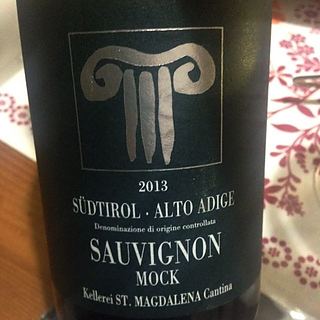 2013
SÜDTIROL · ALTO ADIGE
Denominazione di origine controllata
SAUVIGNON
MOCK
Kellerei ST. MAGDALENA Cantina